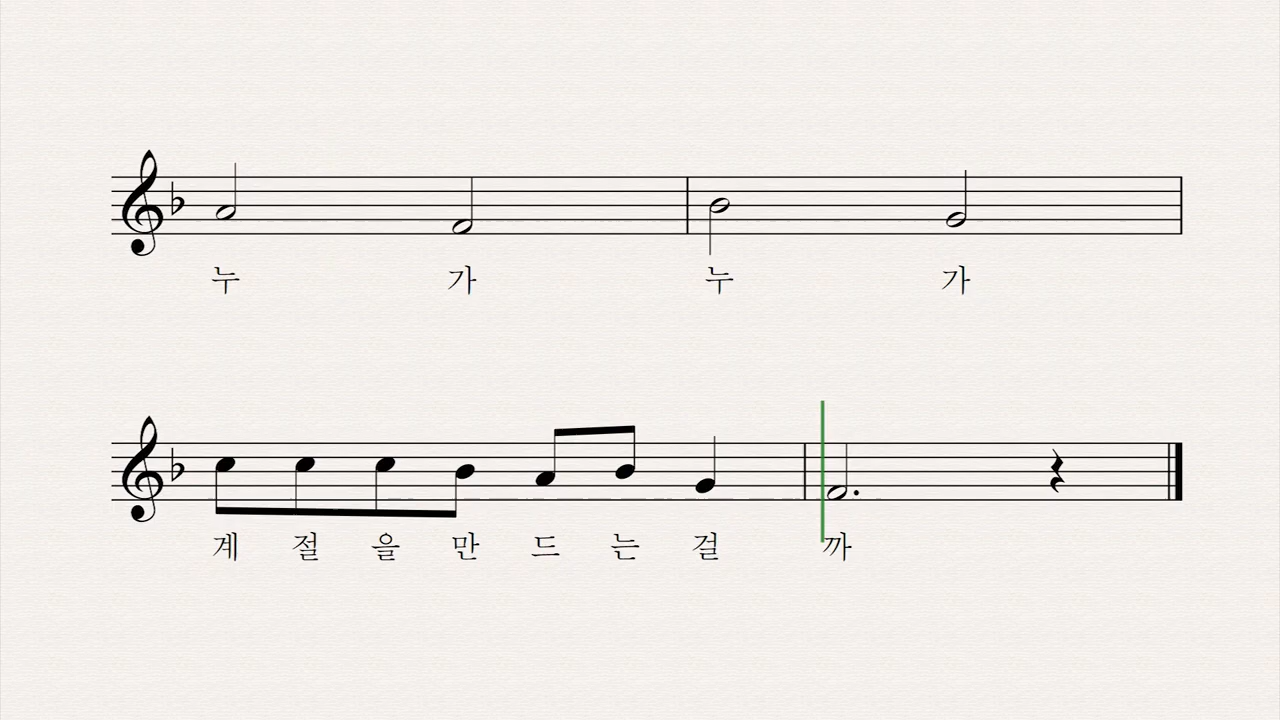 누 가 누 가
계 절 을 만 드 는 걸 까